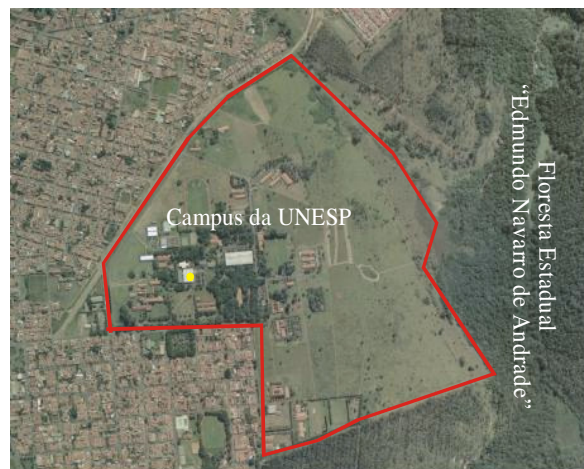 Campus da UNESP
Floresta Estadual
“Edmundo Navarro de Andrade”